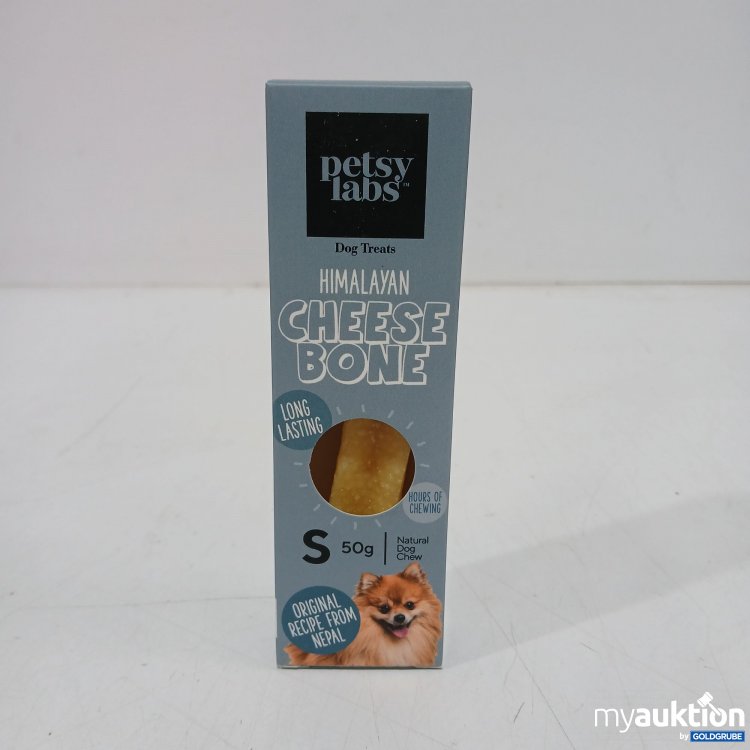 petsy
labs™
Dog Treats
HIMALAYAN
CHEESE
BONE
LONG
LASTING
HOURS OF
CHEWING
S 50g
Natural
Dog
Chew
ORIGINAL
RECIPE FROM
NEPAL
myauktion
by GOLDGRUBE